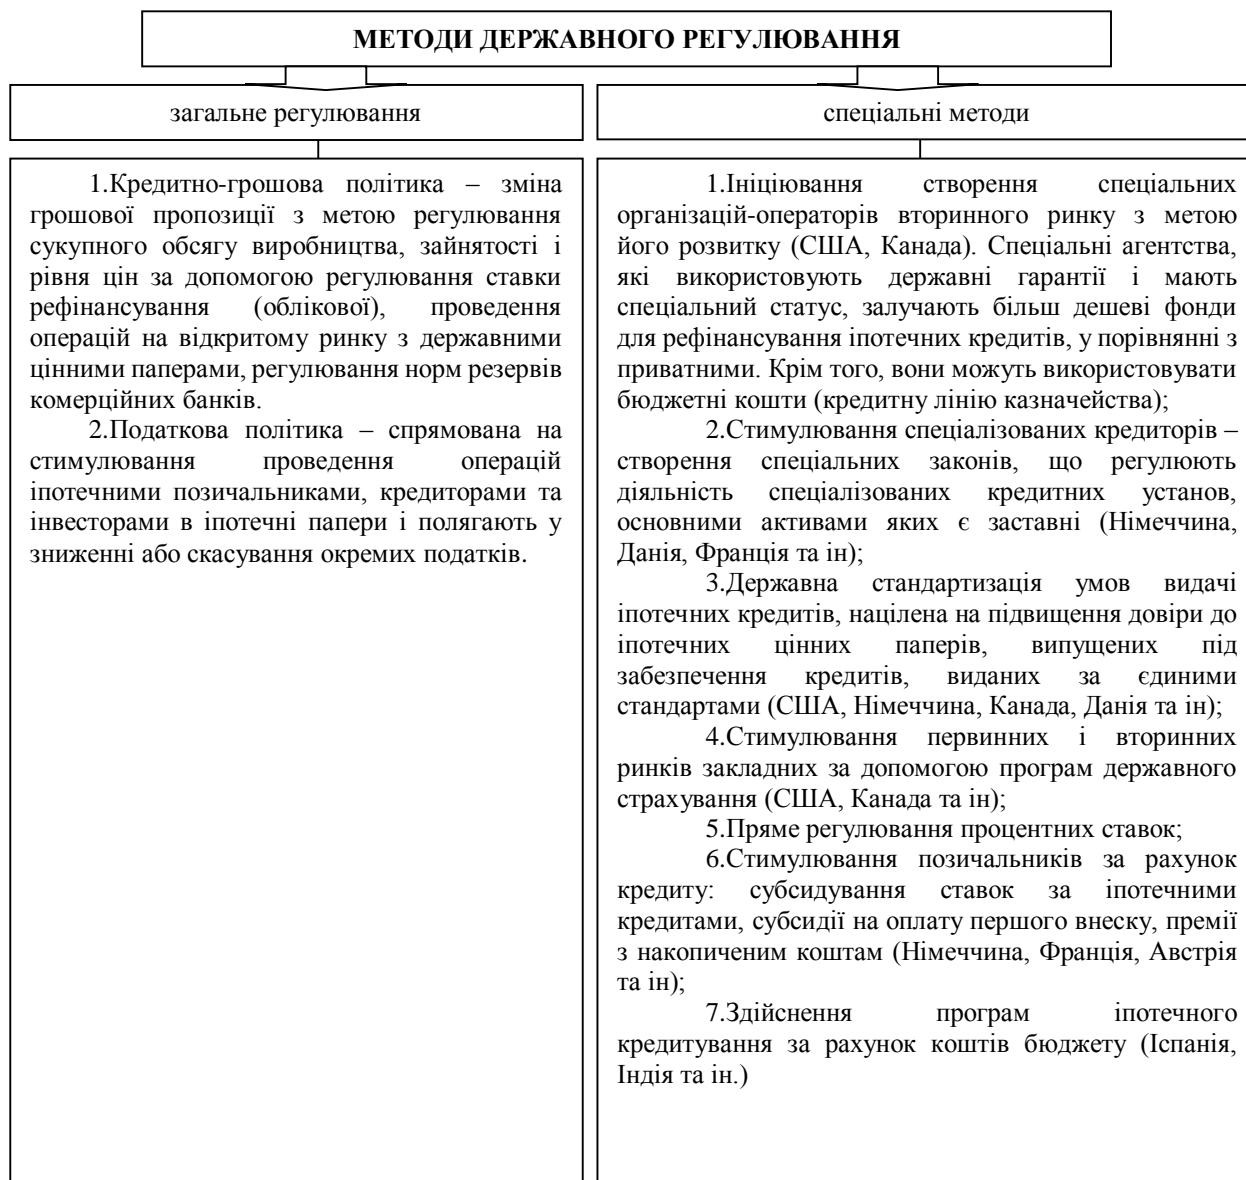 МЕТОДИ ДЕРЖАВНОГО РЕГУЛЮВАННЯ
загальне регулювання
1.Кредитно-грошова політика – зміна
грошової пропозиції з метою регулювання
сукупного обсягу виробництва, зайнятості і
рівня цін за допомогою регулювання ставки
рефінансування (облікової), проведення
операцій на відкритому ринку з державними
цінними паперами, регулювання норм резервів
комерційних банків.
2.Податкова політика – спрямована на
стимулювання проведення операцій
іпотечними позичальниками, кредиторами та
інвесторами в іпотечні папери і полягають у
зниженні або скасування окремих податків.
спеціальні методи
1.Ініціювання створення спеціальних
організацій-операторів вторинного ринку з метою
його розвитку (США, Канада). Спеціальні агентства,
які використовують державні гарантії і мають
спеціальний статус, залучають більш дешеві фонди
для рефінансування іпотечних кредитів, у порівнянні з
приватними. Крім того, вони можуть використовувати
бюджетні кошти (кредитну лінію казначейства);
2.Стимулювання спеціалізованих кредиторів –
створення спеціальних законів, що регулюють
діяльність спеціалізованих кредитних установ,
основними активами яких є заставні (Німеччина,
Данія, Франція та ін);
3.Державна стандартизація умов видачі
іпотечних кредитів, націлена на підвищення довіри до
іпотечних цінних паперів, випущених під
забезпечення кредитів, виданих за єдиними
стандартами (США, Німеччина, Канада, Данія та ін);
4.Стимулювання первинних і вторинних
ринків закладних за допомогою програм державного
страхування (США, Канада та ін);
5.Пряме регулювання процентних ставок;
6.Стимулювання позичальників за рахунок
кредиту: субсидування ставок за іпотечними
кредитами, субсидії на оплату першого внеску, премії
з накопиченим коштам (Німеччина, Франція, Австрія
та ін);
7.Здійснення програм іпотечного
кредитування за рахунок коштів бюджету (Іспанія,
Індія та ін.)